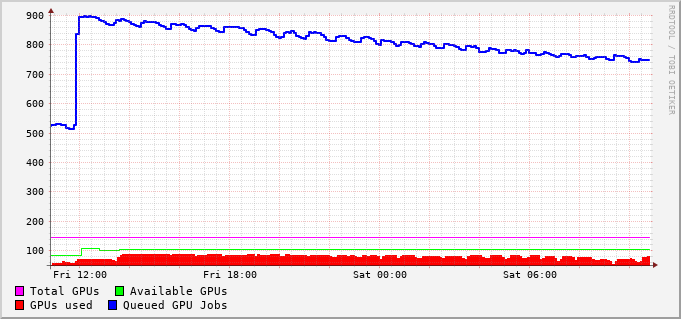 900
800
700
600
500
400
300
200
100
Fri 12:00 Fri 18:00 Sat 00:00 Sat 06:00
Total GPUs Available GPUs
GPUs used Queued GPU Jobs
RRDTOOL / TOBI OETIKER